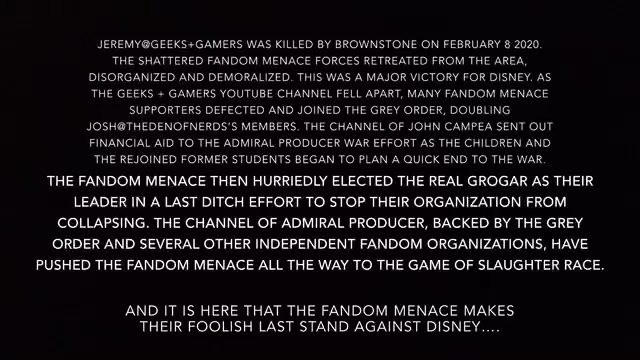 JEREMY@GEEKS+GAMERS WAS KILLED BY BROWNSTONE ON FEBRUARY 8 2020.
THE SHATTERED FANDOM MENACE FORCES RETREATED FROM THE AREA,
DISORGANIZED AND DEMORALIZED. THIS WAS A MAJOR VICTORY FOR DISNEY. AS
THE GEEKS + GAMERS YOUTUBE CHANNEL FELL APART, MANY FANDOM MENACE
SUPPORTERS DEFECTED AND JOINED THE GREY ORDER, DOUBLING
JOSH@THEDENOFNERDS'S MEMBERS. THE CHANNEL OF JOHN CAMPEA SENT OUT
FINANCIAL AID TO THE ADMIRAL PRODUCER WAR EFFORT AS THE CHILDREN AND
THE REJOINED FORMER STUDENTS BEGAN TO PLAN A QUICK END TO THE WAR.
THE FANDOM MENACE THEN HURRIEDLY ELECTED THE REAL GROGAR AS THEIR
LEADER IN A LAST DITCH EFFORT TO STOP THEIR ORGANIZATION FROM
COLLAPSING. THE CHANNEL OF ADMIRAL PRODUCER, BACKED BY THE GREY
ORDER AND SEVERAL OTHER INDEPENDENT FANDOM ORGANIZATIONS, HAVE
PUSHED THE FANDOM MENACE ALL THE WAY TO THE GAME OF SLAUGHTER RACE.
AND IT IS HERE THAT THE FANDOM MENACE MAKES
THEIR FOOLISH LAST STAND AGAINST DISNEY....